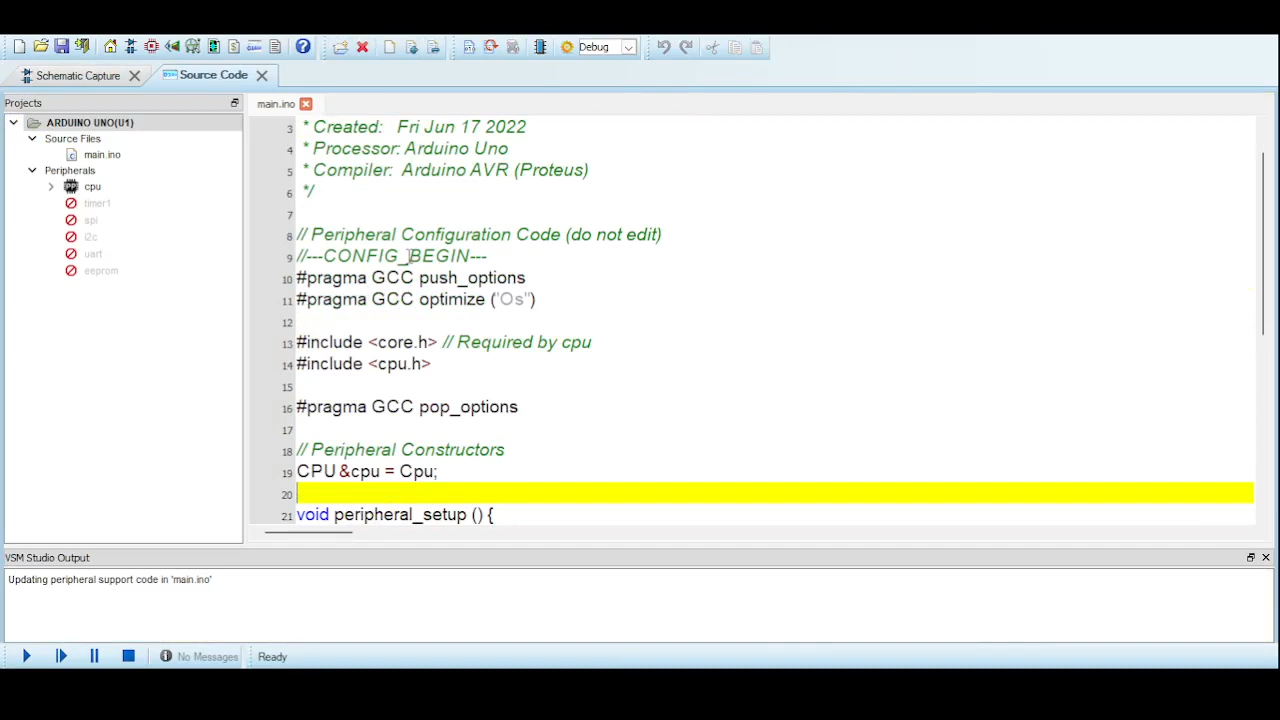 Debug
Schematic Capture
Source Code
Projects
main.ino
ARDUINO UNO(U1)
Source Files
main.ino
Peripherals
cpu
timer1
spi
i2c
uart
eeprom
3 * Created: Fri Jun 17 2022
4 * Processor: Arduino Uno
5 * Compiler: Arduino AVR (Proteus)
6 */
7
8 // Peripheral Configuration Code (do not edit)
9 //---CONFIG_BEGIN---
10 #pragma GCC push_options
11 #pragma GCC optimize ("Os")
12
13 #include <core.h> // Required by cpu
14 #include <cpu.h>
15
16 #pragma GCC pop_options
17
18 // Peripheral Constructors
19 CPU &cpu = Cpu;
20
21 void peripheral_setup () {
VSM Studio Output
Updating peripheral support code in 'main.ino'
No Messages
Ready